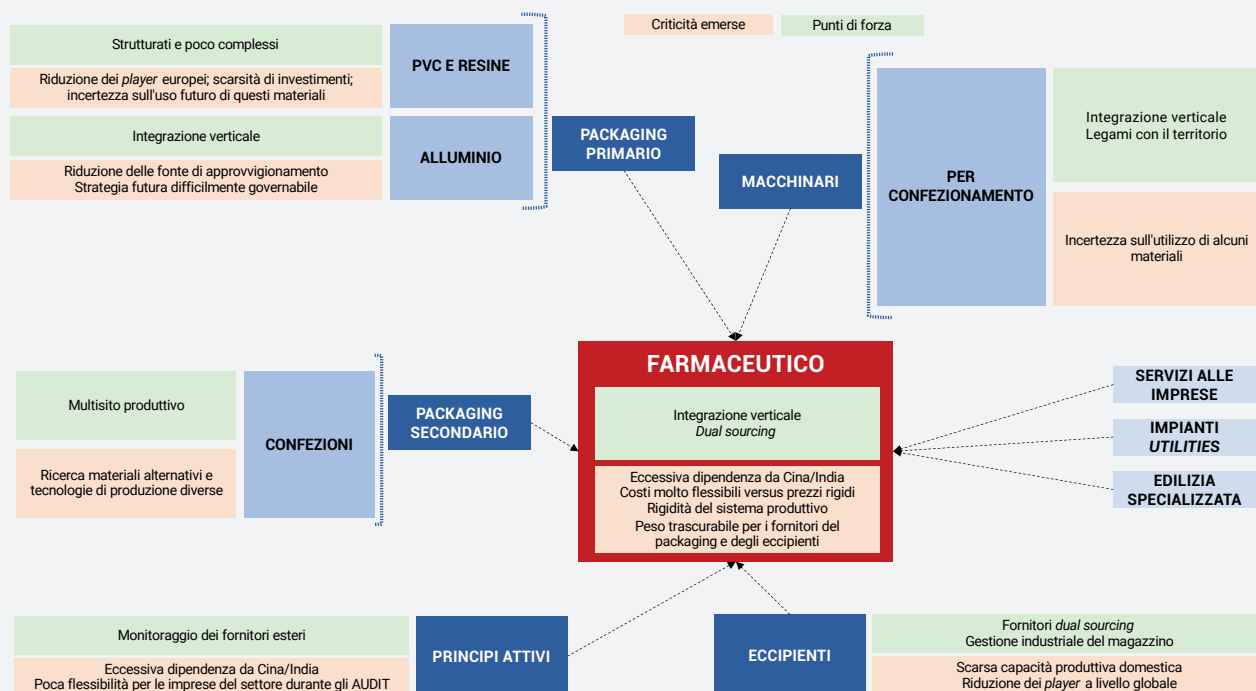 Criticità emerse
Punti di forza
Strutturati e poco complessi
Riduzione dei player europei; scarsità di investimenti;
incertezza sull'uso futuro di questi materiali
PVC E RESINE
Integrazione verticale
Riduzione delle fonte di approvvigionamento
Strategia futura difficilmente governabile
ALLUMINIO
PACKAGING
PRIMARIO
MACCHINARI
PER
CONFEZIONAMENTO
Integrazione verticale
Legami con il territorio
Incertezza sull'utilizzo di alcuni
materiali
Multisito produttivo
Ricerca materiali alternativi e
tecnologie di produzione diverse
CONFEZIONI
PACKAGING
SECONDARIO
FARMACEUTICO
Integrazione verticale
Dual sourcing
Eccessiva dipendenza da Cina/India
Costi molto flessibili versus prezzi rigidi
Rigidità del sistema produttivo
Peso trascurabile per i fornitori del
packaging e degli eccipienti
SERVIZI ALLE
IMPRESE
IMPIANTI
UTILITIES
EDILIZIA
SPECIALIZZATA
Monitoraggio dei fornitori esteri
Eccessiva dipendenza da Cina/India
Poca flessibilità per le imprese del settore durante gli AUDIT
PRINCIPI ATTIVI
ECCIPIENTI
Fornitori dual sourcing
Gestione industriale del magazzino
Scarsa capacità produttiva domestica
Riduzione dei player a livello globale